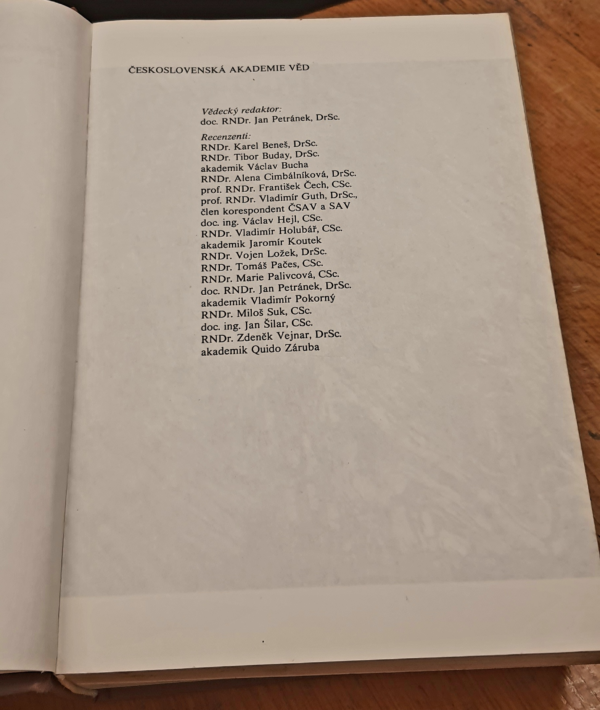 ČESKOSLOVENSKÁ AKADEMIE VĚD
Vědecký redaktor:
doc. RNDr. Jan Petránek, DrSc.
Recenzenti:
RNDr. Karel Beneš, DrSc.
RNDr. Tibor Buday, DrSc.
akademik Václav Bucha
RNDr. Alena Cimbálníková, DrSc.
prof. RNDr. František Čech, CSc.
prof. RNDr. Vladimír Guth, DrSc.,
člen korespondent ČSAV a SAV
doc. ing. Václav Hejl, CSc.
RNDr. Vladimír Holubář, CSc.
akademik Jaromír Koutek
RNDr. Vojen Ložek, DrSc.
RNDr. Tomáš Pačes, CSc.
RNDr. Marie Palivcová, CSc.
doc. RNDr. Jan Petránek, DrSc.
akademik Vladimír Pokorný
RNDr. Miloš Suk, CSc.
doc. ing. Jan Šilar, CSc.
RNDr. Zdeněk Vejnar, DrSc.
akademik Quido Záruba